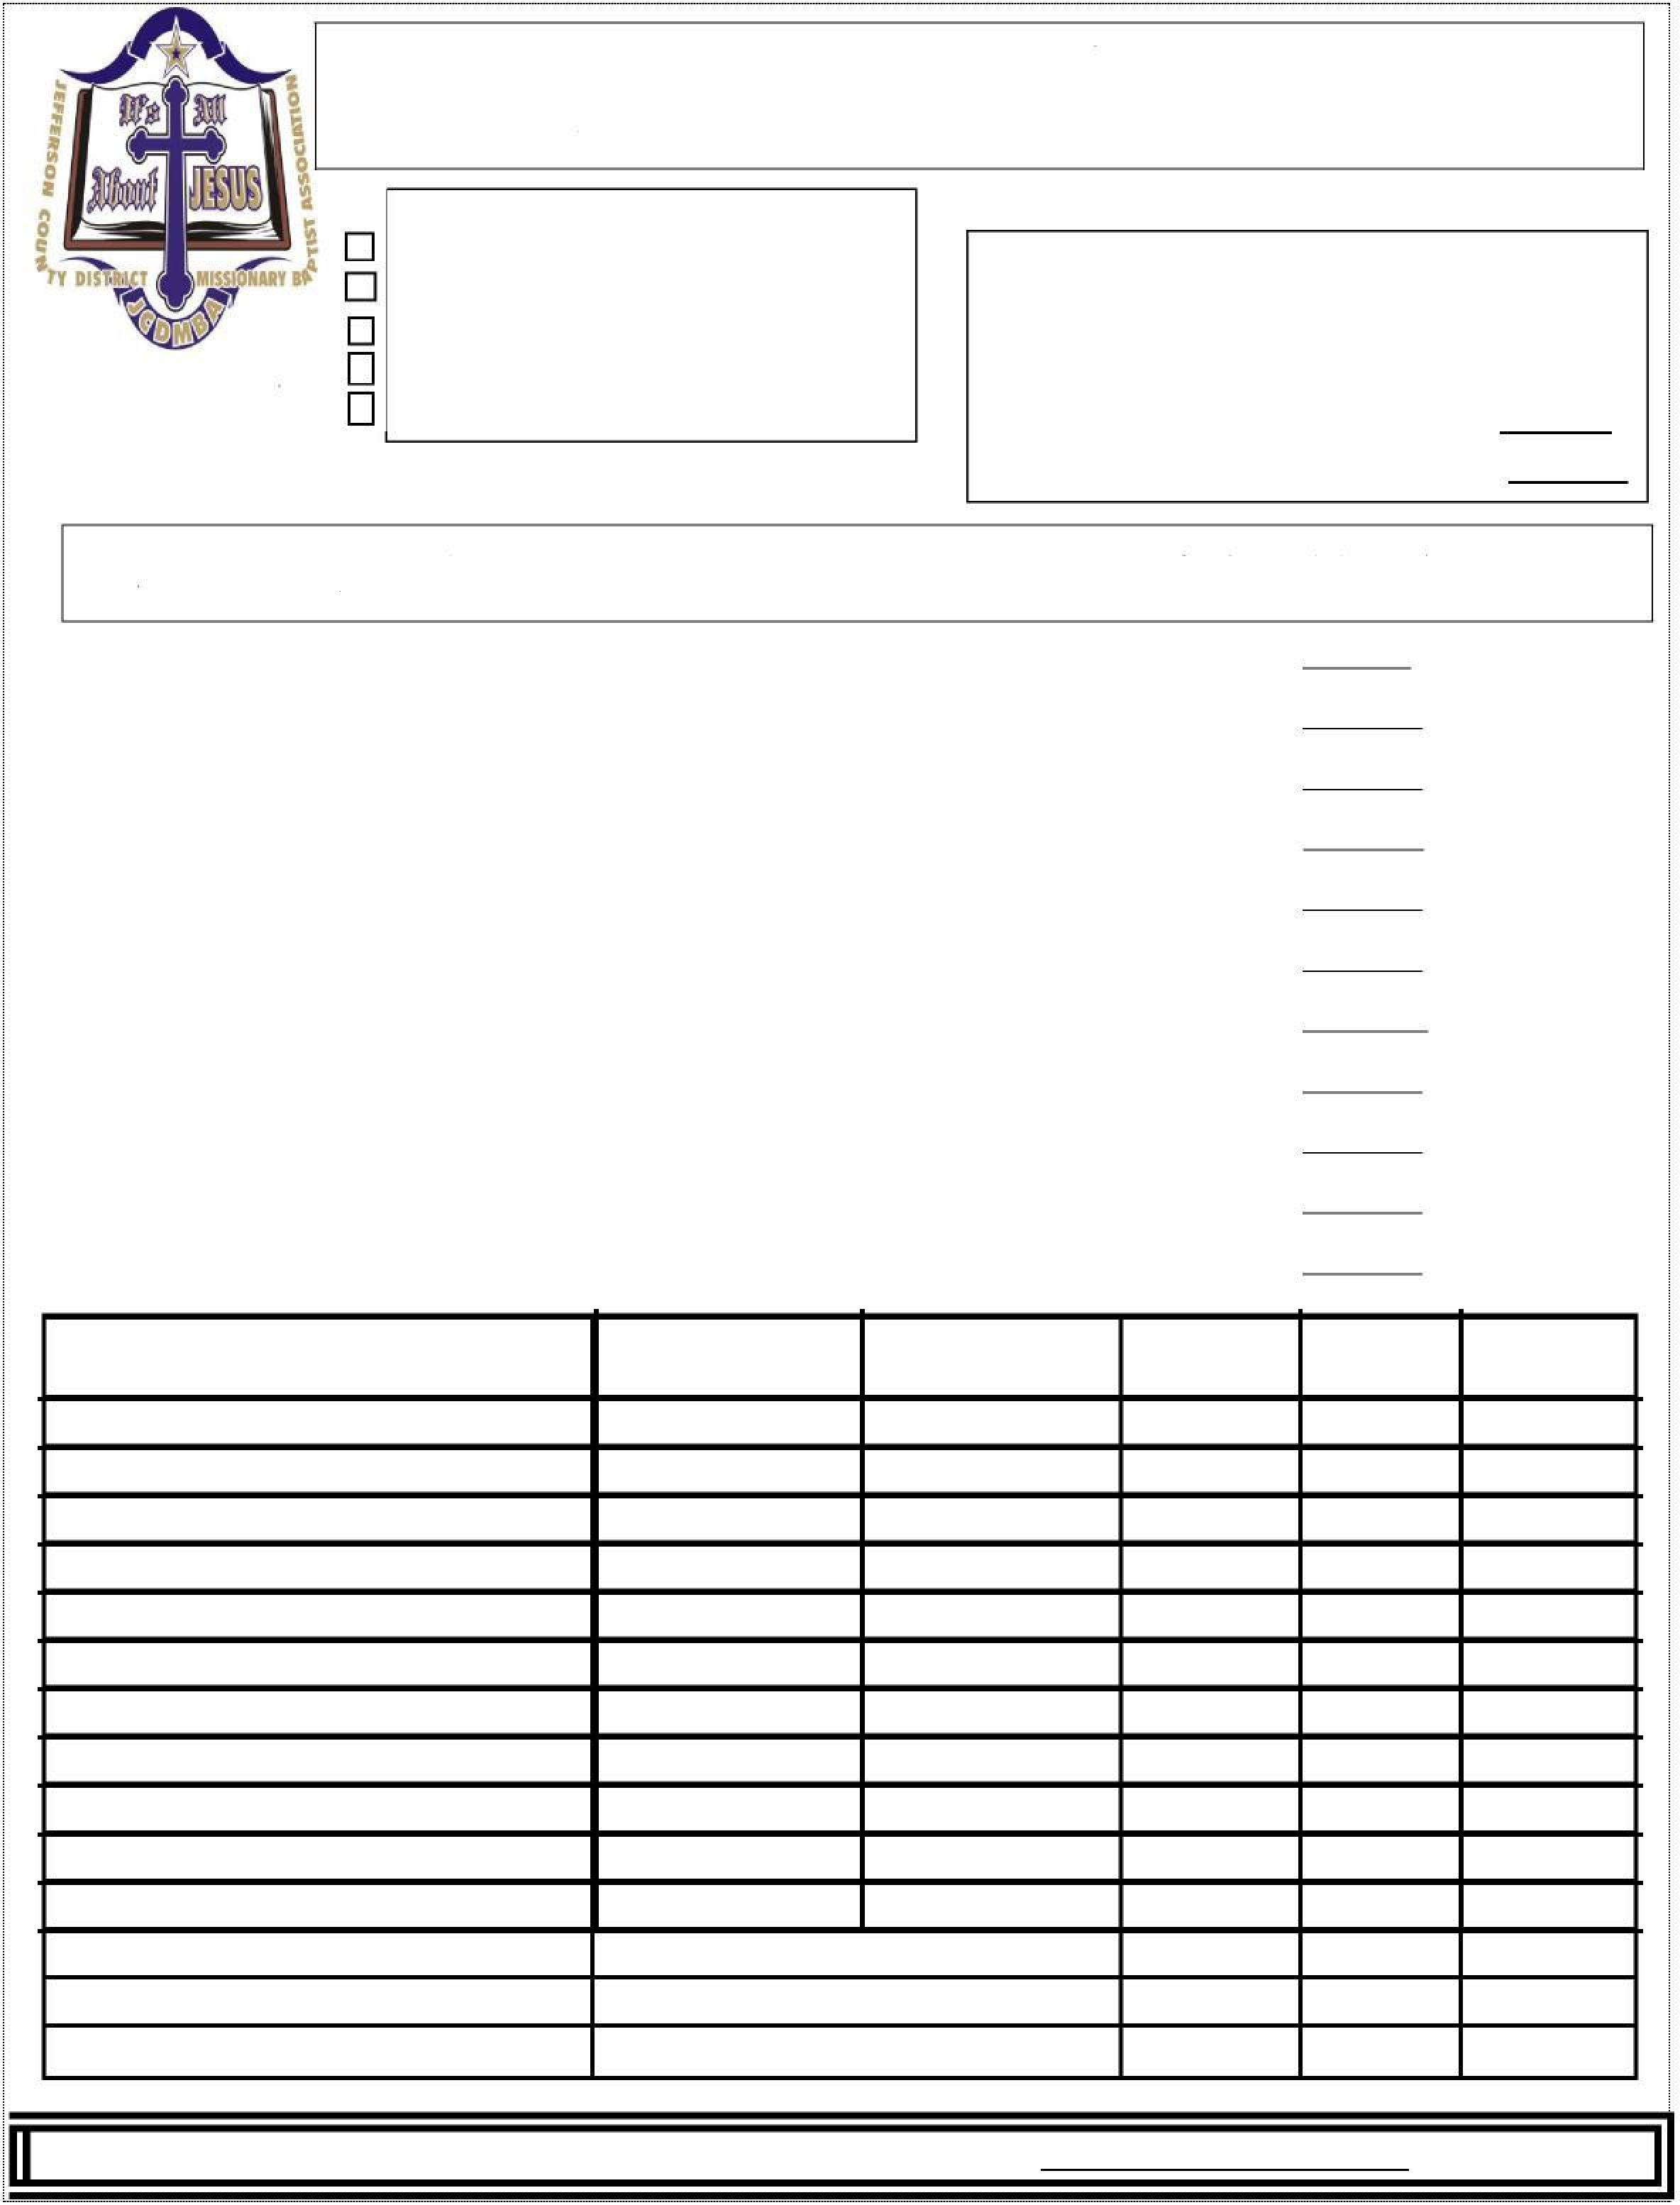 It's All
About JESUS
JEFFERSON COUNTY DISTRICT MISSIONARY BAPTIST ASSOCIATION
JCDMBA